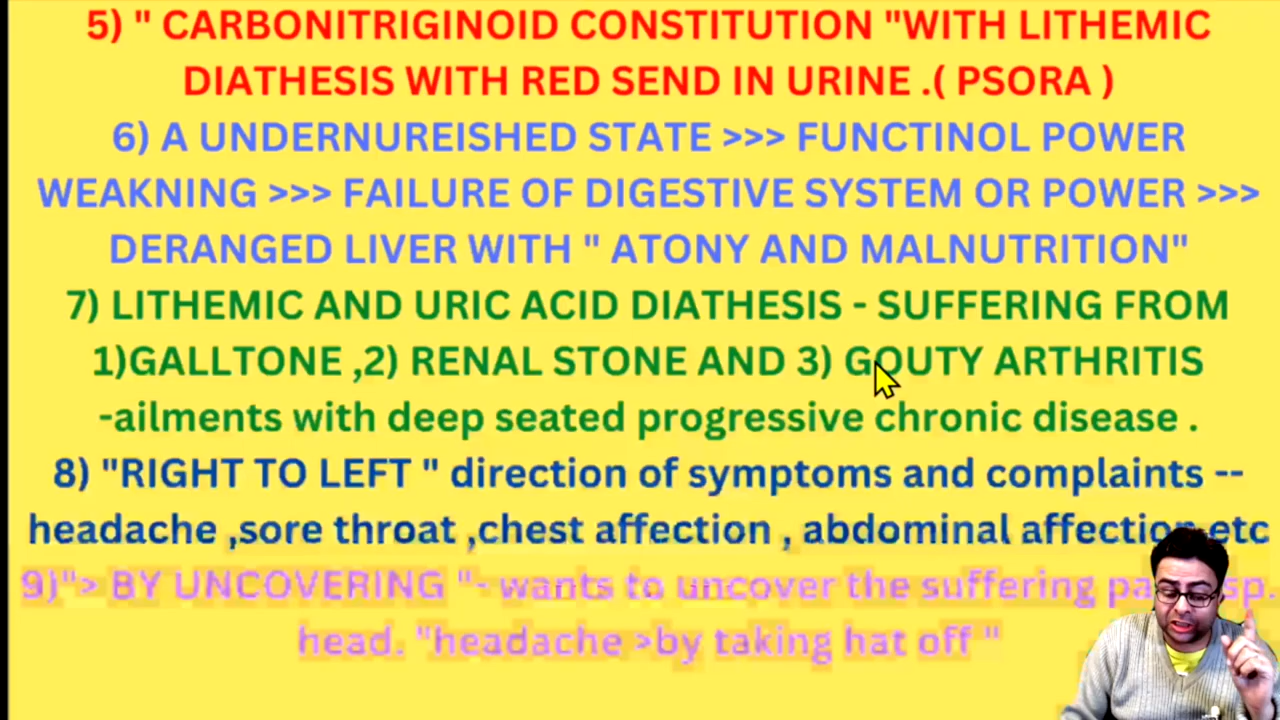 5) " CARBONITRIGINOID CONSTITUTION "WITH LITHEMIC
DIATHESIS WITH RED SEND IN URINE .( PSORA )
6) A UNDERNUREISHED STATE >>> FUNCTINOL POWER
WEAKNING >>> FAILURE OF DIGESTIVE SYSTEM OR POWER >>>
DERANGED LIVER WITH " ATONY AND MALNUTRITION"
7) LITHEMIC AND URIC ACID DIATHESIS - SUFFERING FROM
1)GALLTONE ,2) RENAL STONE AND 3) GOUTY ARTHRITIS
-ailments with deep seated progressive chronic disease .
8) "RIGHT TO LEFT " direction of symptoms and complaints --
headache ,sore throat ,chest affection , abdominal affection etc
9)"> BY UNCOVERING "- wants to uncover the suffering
head. "headache >by taking hat off "